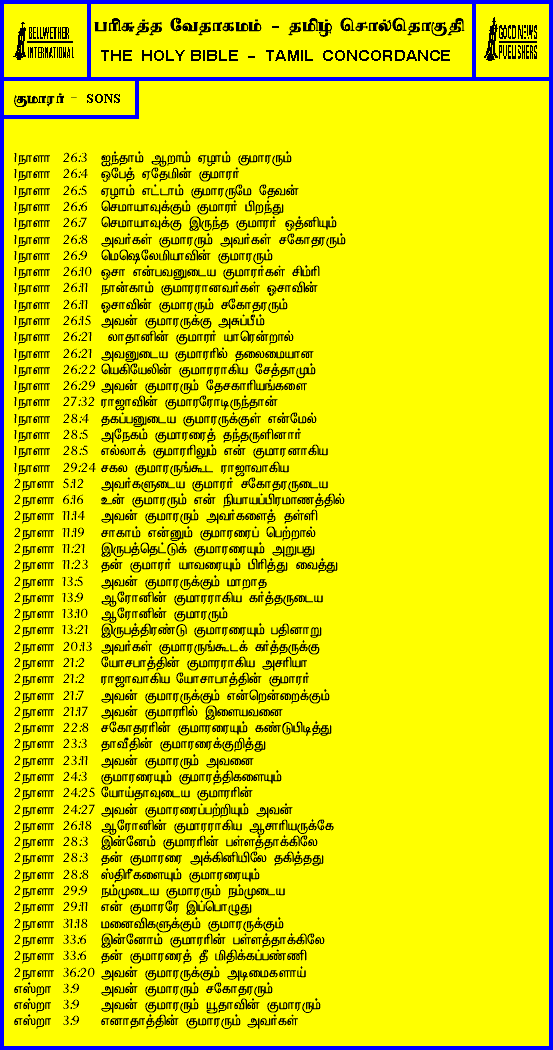 BELLWETHER
INTERNATIONAL
பரிசுத்த வேதாகமம் - தமிழ் சொல்தொகுதி
THE HOLY BIBLE - TAMIL CONCORDANCE
GOOD NEWS
PUBLISHERS
குமாரர் - SONS
1நாளா 26:3 ஐந்தாம் ஆறாம் ஏழாம் குமாரரும்
1நாளா 26:4 ஒபேத் ஏதேமின் குமாரர்
1நாளா 26:5 ஏழாம் எட்டாம் குமாரருமே தேவன்
1நாளா 26:6 செமாயாவுக்கும் குமாரர் பிறந்து
1நாளா 26:7 செமாயாவுக்கு இருந்த குமாரர் ஒத்னியும்
1நாளா 26:8 அவர்கள் குமாரரும் அவர்கள் சகோதரரும்
1நாளா 26:9 மெஷெலேமியாவின் குமாரரும்
1நாளா 26:10 ஓசா என்பவனுடைய குமாரர்கள் சிம்ரி
1நாளா 26:11 நான்காம் குமாரரானவர்கள் ஓசாவின்
1நாளா 26:11 ஓசாவின் குமாரரும் சகோதரரும்
1நாளா 26:15 அவன் குமாரருக்கு அசுப்பீம்
1நாளா 26:21 லாதானின் குமாரர் யாரென்றால்
1நாளா 26:21 அவனுடைய குமாரரில் தலைமையான
1நாளா 26:22 யெகியேலின் குமாரராகிய சேத்தாமும்
1நாளா 26:29 அவன் குமாரரும் தேசகாரியங்களை
1நாளா 27:32 ராஜாவின் குமாரரோடிருந்தான்
1நாளா 28:4 தகப்பனுடைய குமாரருக்குள் என்மேல்
1நாளா 28:5 அநேகம் குமாரரைத் தந்தருளினார்
1நாளா 28:5 எல்லாக் குமாரரிலும் என் குமாரனாகிய
1நாளா 29:24 சகல குமாரருங்கூட ராஜாவாகிய
2நாளா 5:12 அவர்களுடைய குமாரர் சகோதரருடைய
2நாளா 6:16 உன் குமாரரும் என் நியாயப்பிரமாணத்தில்
2நாளா 11:14 அவன் குமாரரும் அவர்களைத் தள்ளி
2நாளா 11:19 சாகாம் என்னும் குமாரரைப் பெற்றால்
2நாளா 11:21 இருபத்தெட்டுக் குமாரரையும் அறுபது
2நாளா 11:23 தன் குமாரர் யாவரையும் பிரித்து வைத்து
2நாளா 13:5 அவன் குமாரருக்கும் மாறாத
2நாளா 13:9 ஆரோனின் குமாரராகிய கர்த்தருடைய
2நாளா 13:10 ஆரோனின் குமாரரும்
2நாளா 13:21 இருபத்திரண்டு குமாரரையும் பதினாறு
2நாளா 20:13 அவர்கள் குமாரருங்கூடக் கர்த்தருக்கு
2நாளா 21:2 யோசபாத்தின் குமாரராகிய அசரியா
2நாளா 21:2 ராஜாவாகிய யோசாபாத்தின் குமாரர்
2நாளா 21:7 அவன் குமாரருக்கும் என்றென்றைக்கும்
2நாளா 21:17 அவன் குமாரரில் இளையவனை
2நாளா 22:8 சகோதரரின் குமாரரையும் கண்டுபிடித்து
2நாளா 23:3 தாவீதின் குமாரரைக்குறித்து
2நாளா 23:11 அவன் குமாரரும் அவனை
2நாளா 24:3 குமாரரையும் குமாரத்திகளையும்
2நாளா 24:25 யோய்தாவுடைய குமாரரின்
2நாளா 24:27 அவன் குமாரரைப்பற்றியும் அவன்
2நாளா 26:18 ஆரோனின் குமாரராகிய ஆசாரியருக்கே
2நாளா 28:3 இன்னேம் குமாரரின் பள்ளத்தாக்கிலே
2நாளா 28:3 தன் குமாரரை அக்கினியிலே தகித்தது
2நாளா 28:8 ஸ்திரீகளையும் குமாரரையும்
2நாளா 29:9 நம்முடைய குமாரரும் நம்முடைய
2நாளா 29:11 என் குமாரரே இப்பொழுது
2நாளா 31:18 மனைவிகளுக்கும் குமாரருக்கும்
2நாளா 33:6 இன்னோம் குமாரரின் பள்ளத்தாக்கிலே
2நாளா 33:6 தன் குமாரரைத் தீ மிதிக்கப்பண்ணி
2நாளா 36:20 அவன் குமாரருக்கும் அடிமைகளாய்
எஸ்றா 3:9 அவன் குமாரரும் சகோதரரும்
எஸ்றா 3:9 அவன் குமாரரும் யூதாவின் குமாரரும்
எஸ்றா 3:9 எனாதாத்தின் குமாரரும் அவர்கள்